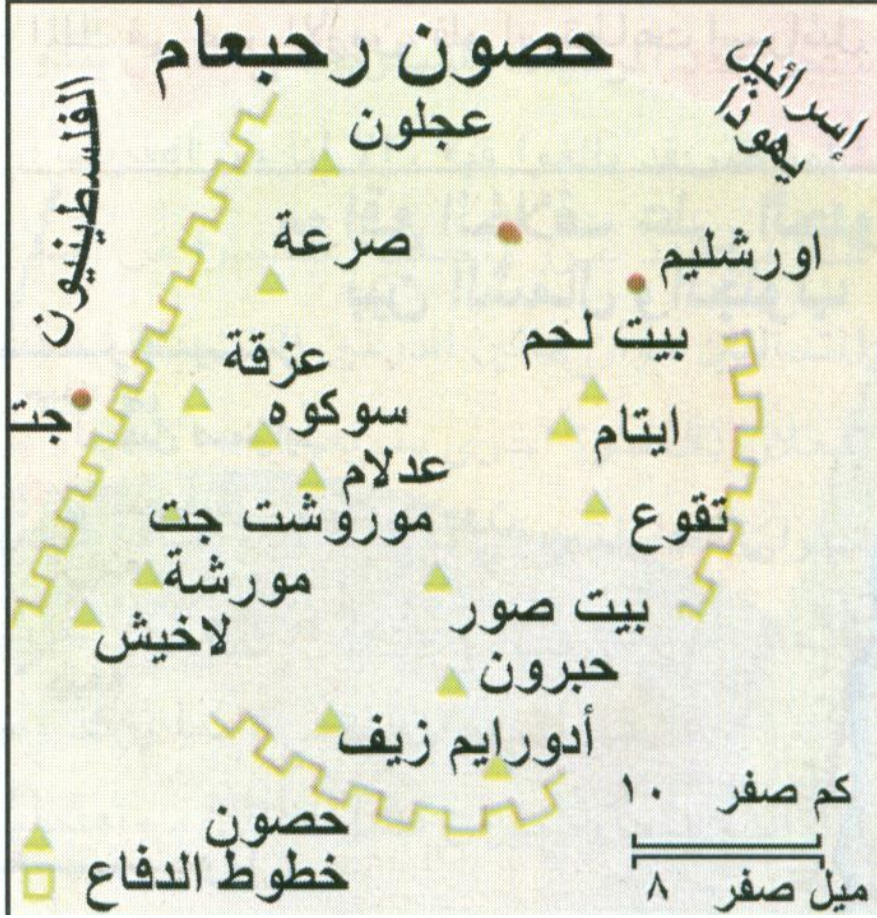 حصون رحبعام
إسرائيل
يهوذا
الفلسطينيون
عجلون
صرعة
اورشليم
بيت لحم
عزقة
جت
سوكوه
ايتام
عدلام
تقوع
موروشت جت
مورشة
بيت صور
لاخيش
حبرون
أدورايم زيف
حصون
خطوط الدفاع
كم صفر ١٠
ميل صفر ٨